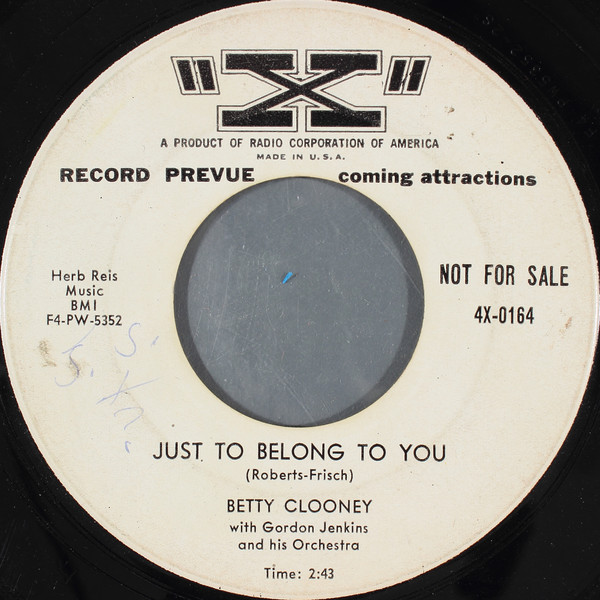 "X"
A PRODUCT OF RADIO CORPORATION OF AMERICA
MADE IN U.S.A.
RECORD PREVUE coming attractions
Herb Reis
Music
BMI
F4-PW-5352
NOT FOR SALE
4X-0164
JUST TO BELONG TO YOU
(Roberts-Frisch)
BETTY CLOONEY
with Gordon Jenkins
and his Orchestra
Time: 2:43